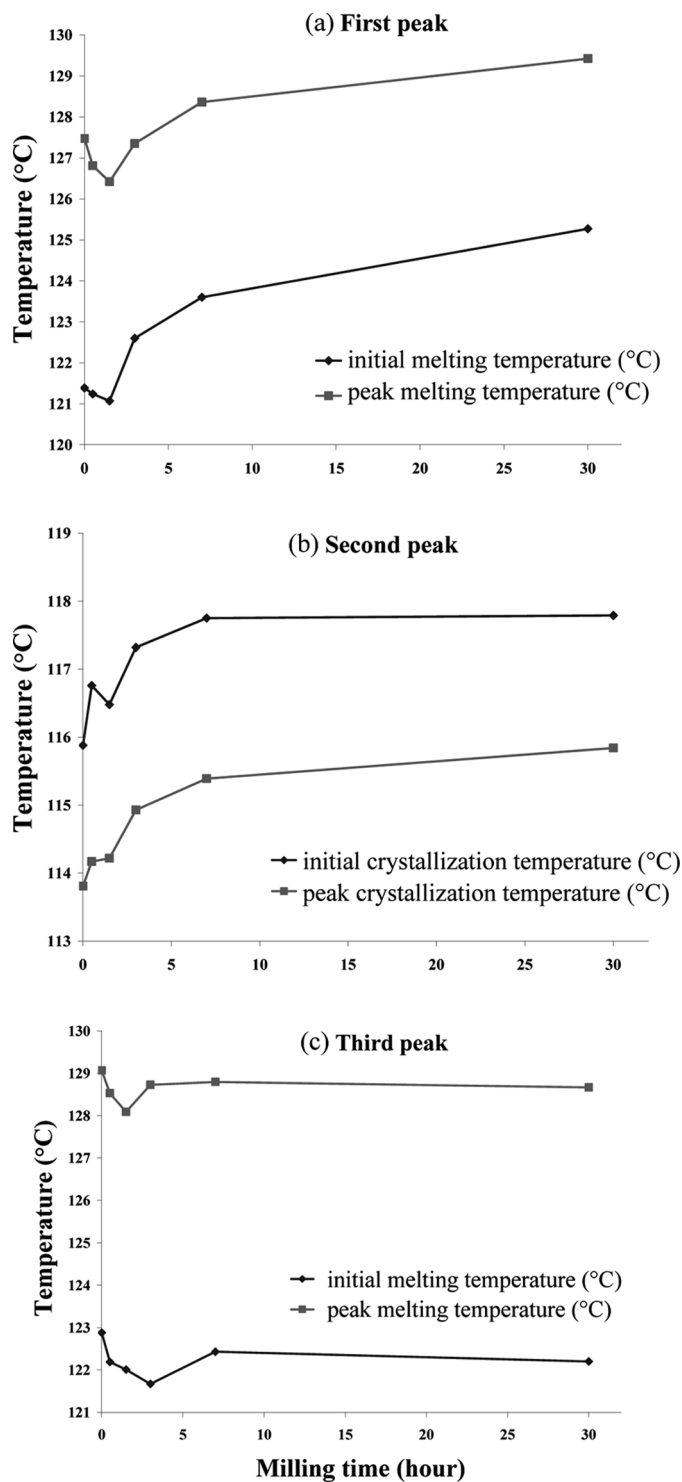 (a) First peak
130
129
128
127
126
125
124
123
122
121
120
Temperature (°C)
initial melting temperature (°C)
peak melting temperature (°C)
0 5 10 15 20 25 30
(b) Second peak
119
118
117
116
115
114
113
Temperature (°C)
initial crystallization temperature (°C)
peak crystallization temperature (°C)
0 5 10 15 20 25 30
(c) Third peak
130
129
128
127
126
125
124
123
122
121
Temperature (°C)
initial melting temperature (°C)
peak melting temperature (°C)
0 5 10 15 20 25 30
Milling time (hour)